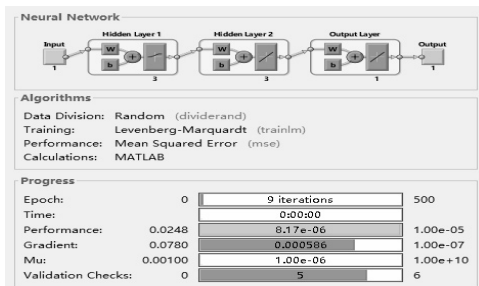 Neural Network
Hidden Layer 1 Hidden Layer 2 Output Layer
Input Output
W W W
b b b
1 3 3 1 1
Algorithms
Data Division: Random (dividerand)
Training: Levenberg-Marquardt (trainlm)
Performance: Mean Squared Error (mse)
Calculations: MATLAB
Progress
Epoch: 0 9 iterations 500
Time: 0:00:00
Performance: 0.0248 8.17e-06 1.00e-05
Gradient: 0.0780 0.000586 1.00e-07
Mu: 0.00100 1.00e-06 1.00e+10
Validation Checks: 0 5 6